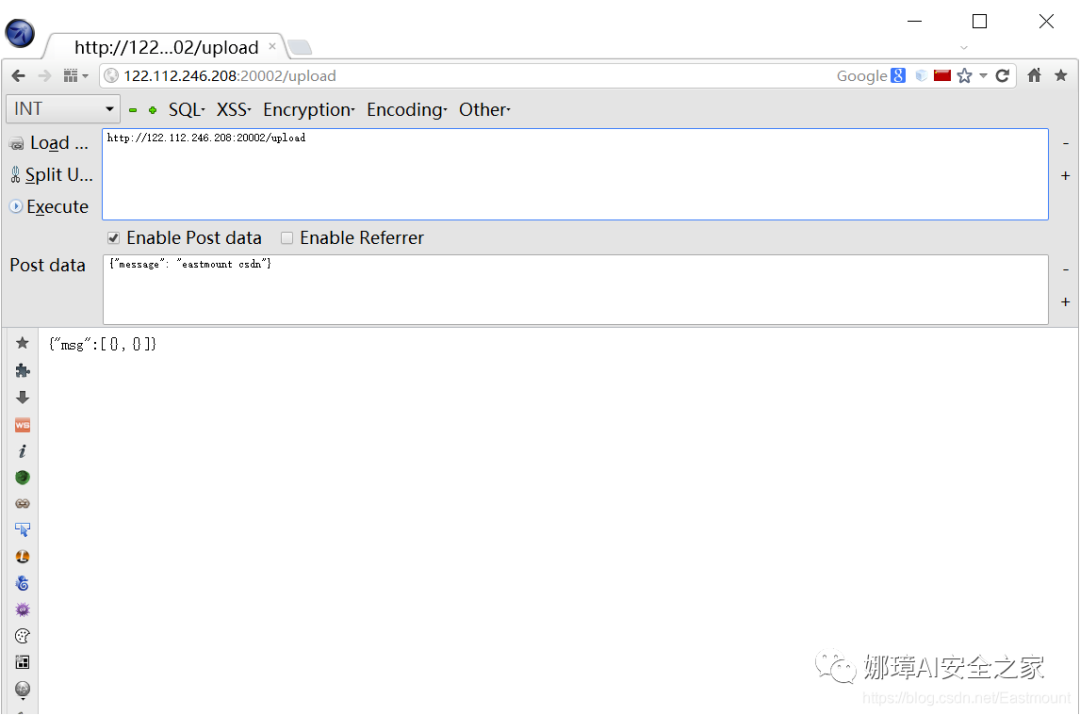 http://122...02/upload
122.112.246.208:20002/upload
Google
INT
SQL
XSS
Encryption
Encoding
Other
Load ...
http://122.112.246.208:20002/upload
Split U...
Execute
Enable Post data
Enable Referrer
Post data
{"message": "eastmount csdn"}
{"msg":[{}, {}]}
WS
娜璋AI安全之家
https://blog.csdn.net/Eastmount